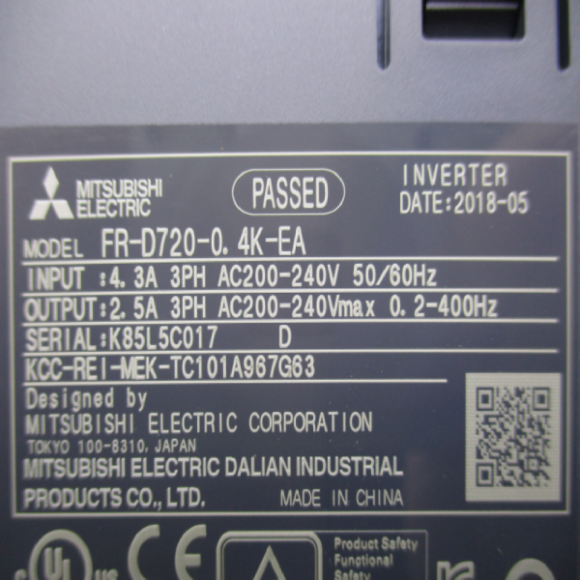 MITSUBISHI ELECTRIC
PASSED
INVERTER
DATE:2018-05
MODEL FR-D720-0.4K-EA
INPUT :4.3A 3PH AC200-240V 50/60Hz
OUTPUT:2.5A 3PH AC200-240Vmax 0.2-400Hz
SERIAL:K85L5C017 D
KCC-REI-MEK-TC101A967G63
Designed by
MITSUBISHI ELECTRIC CORPORATION
TOKYO 100-8310, JAPAN
MITSUBISHI ELECTRIC DALIAN INDUSTRIAL
PRODUCTS CO., LTD. MADE IN CHINA
UL CE
Product Safety
Functional
Safety